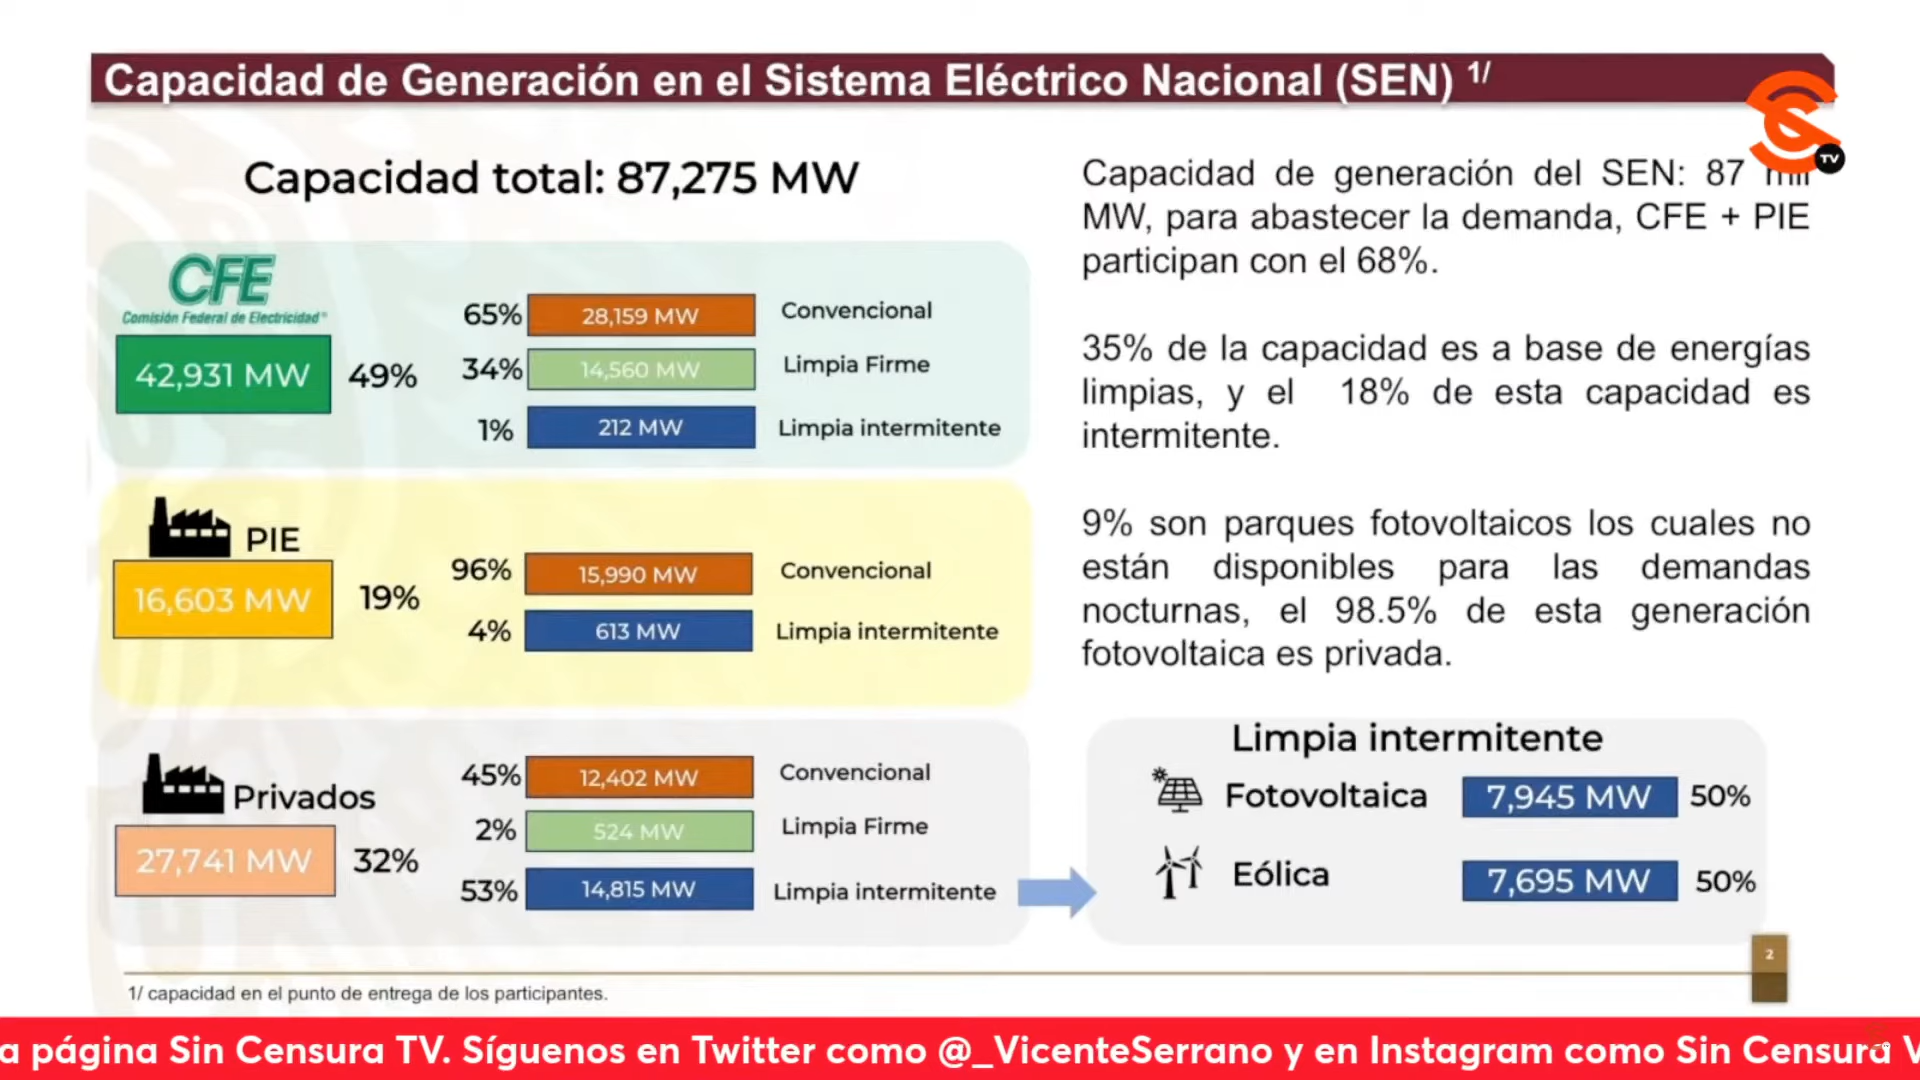 Capacidad de Generación en el Sistema Eléctrico Nacional (SEN) 1/
TV
Capacidad total: 87,275 MW
CFE
Comisión Federal de Electricidad®
42,931 MW 49%
65% 28,159 MW Convencional
34% 14,560 MW Limpia Firme
1% 212 MW Limpia intermitente
PIE
16,603 MW 19%
96% 15,990 MW Convencional
4% 613 MW Limpia intermitente
Privados
27,741 MW 32%
45% 12,402 MW Convencional
2% 524 MW Limpia Firme
53% 14,815 MW Limpia intermitente
Capacidad de generación del SEN: 87 mil
MW, para abastecer la demanda, CFE + PIE
participan con el 68%.
35% de la capacidad es a base de energías
limpias, y el 18% de esta capacidad es
intermitente.
9% son parques fotovoltaicos los cuales no
están disponibles para las demandas
nocturnas, el 98.5% de esta generación
fotovoltaica es privada.
Limpia intermitente
Fotovoltaica 7,945 MW 50%
Eólica 7,695 MW 50%
2
1/ capacidad en el punto de entrega de los participantes.
a página Sin Censura TV. Síguenos en Twitter como @_VicenteSerrano y en Instagram como Sin Censura V